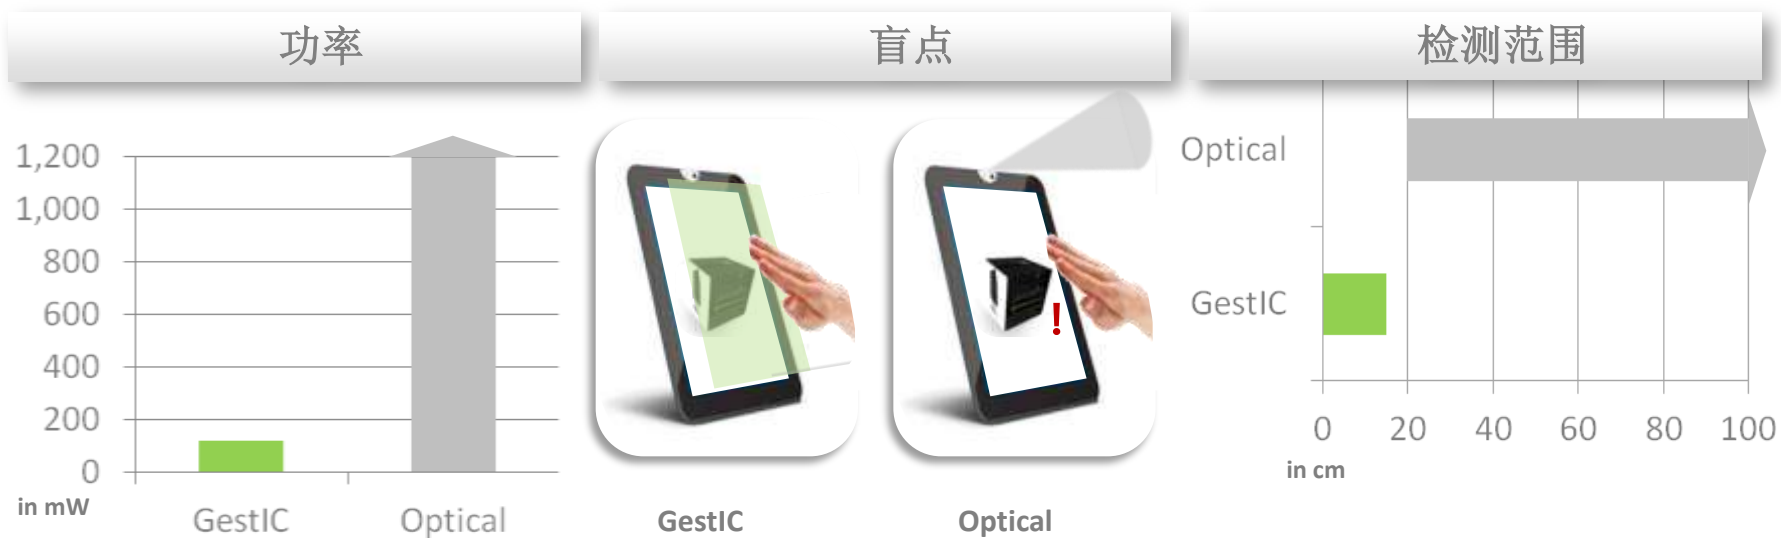 功率
1,200
1,000
800
600
400
200
0
in mW
GestIC
Optical
盲点
!
GestIC
Optical
检测范围
Optical
GestIC
0 20 40 60 80 100
in cm